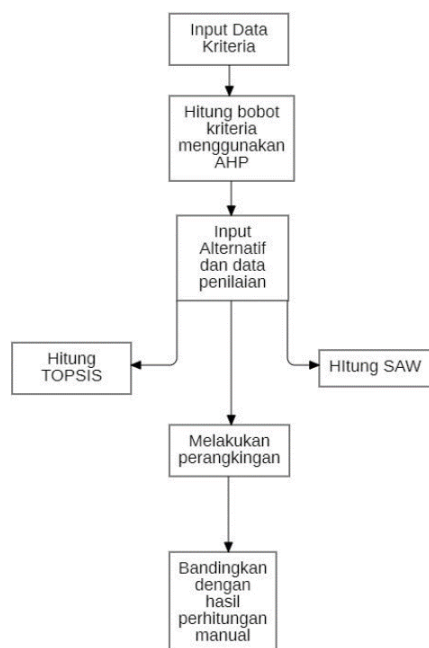 Input Data
Kriteria
Hitung bobot
kriteria
menggunakan
AHP
Input
Alternatif
dan data
penilaian
Hitung
TOPSIS
HItung SAW
Melakukan
perangkingan
Bandingkan
dengan
hasil
perhitungan
manual